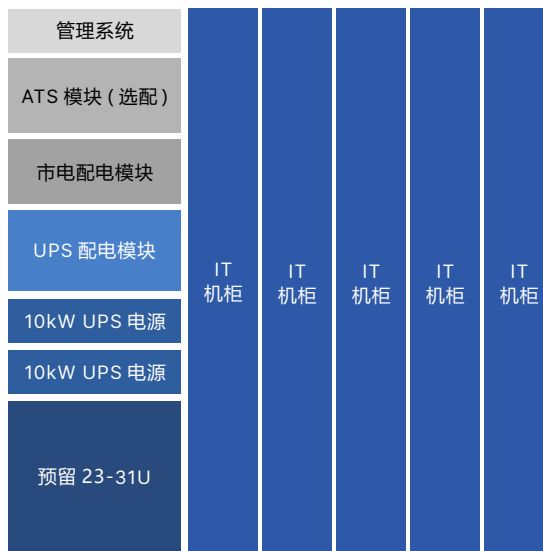 管理系统
ATS 模块 ( 选配 )
市电配电模块
UPS 配电模块
10kW UPS 电源
10kW UPS 电源
预留 23-31U
IT
机柜
IT
机柜
IT
机柜
IT
机柜
IT
机柜